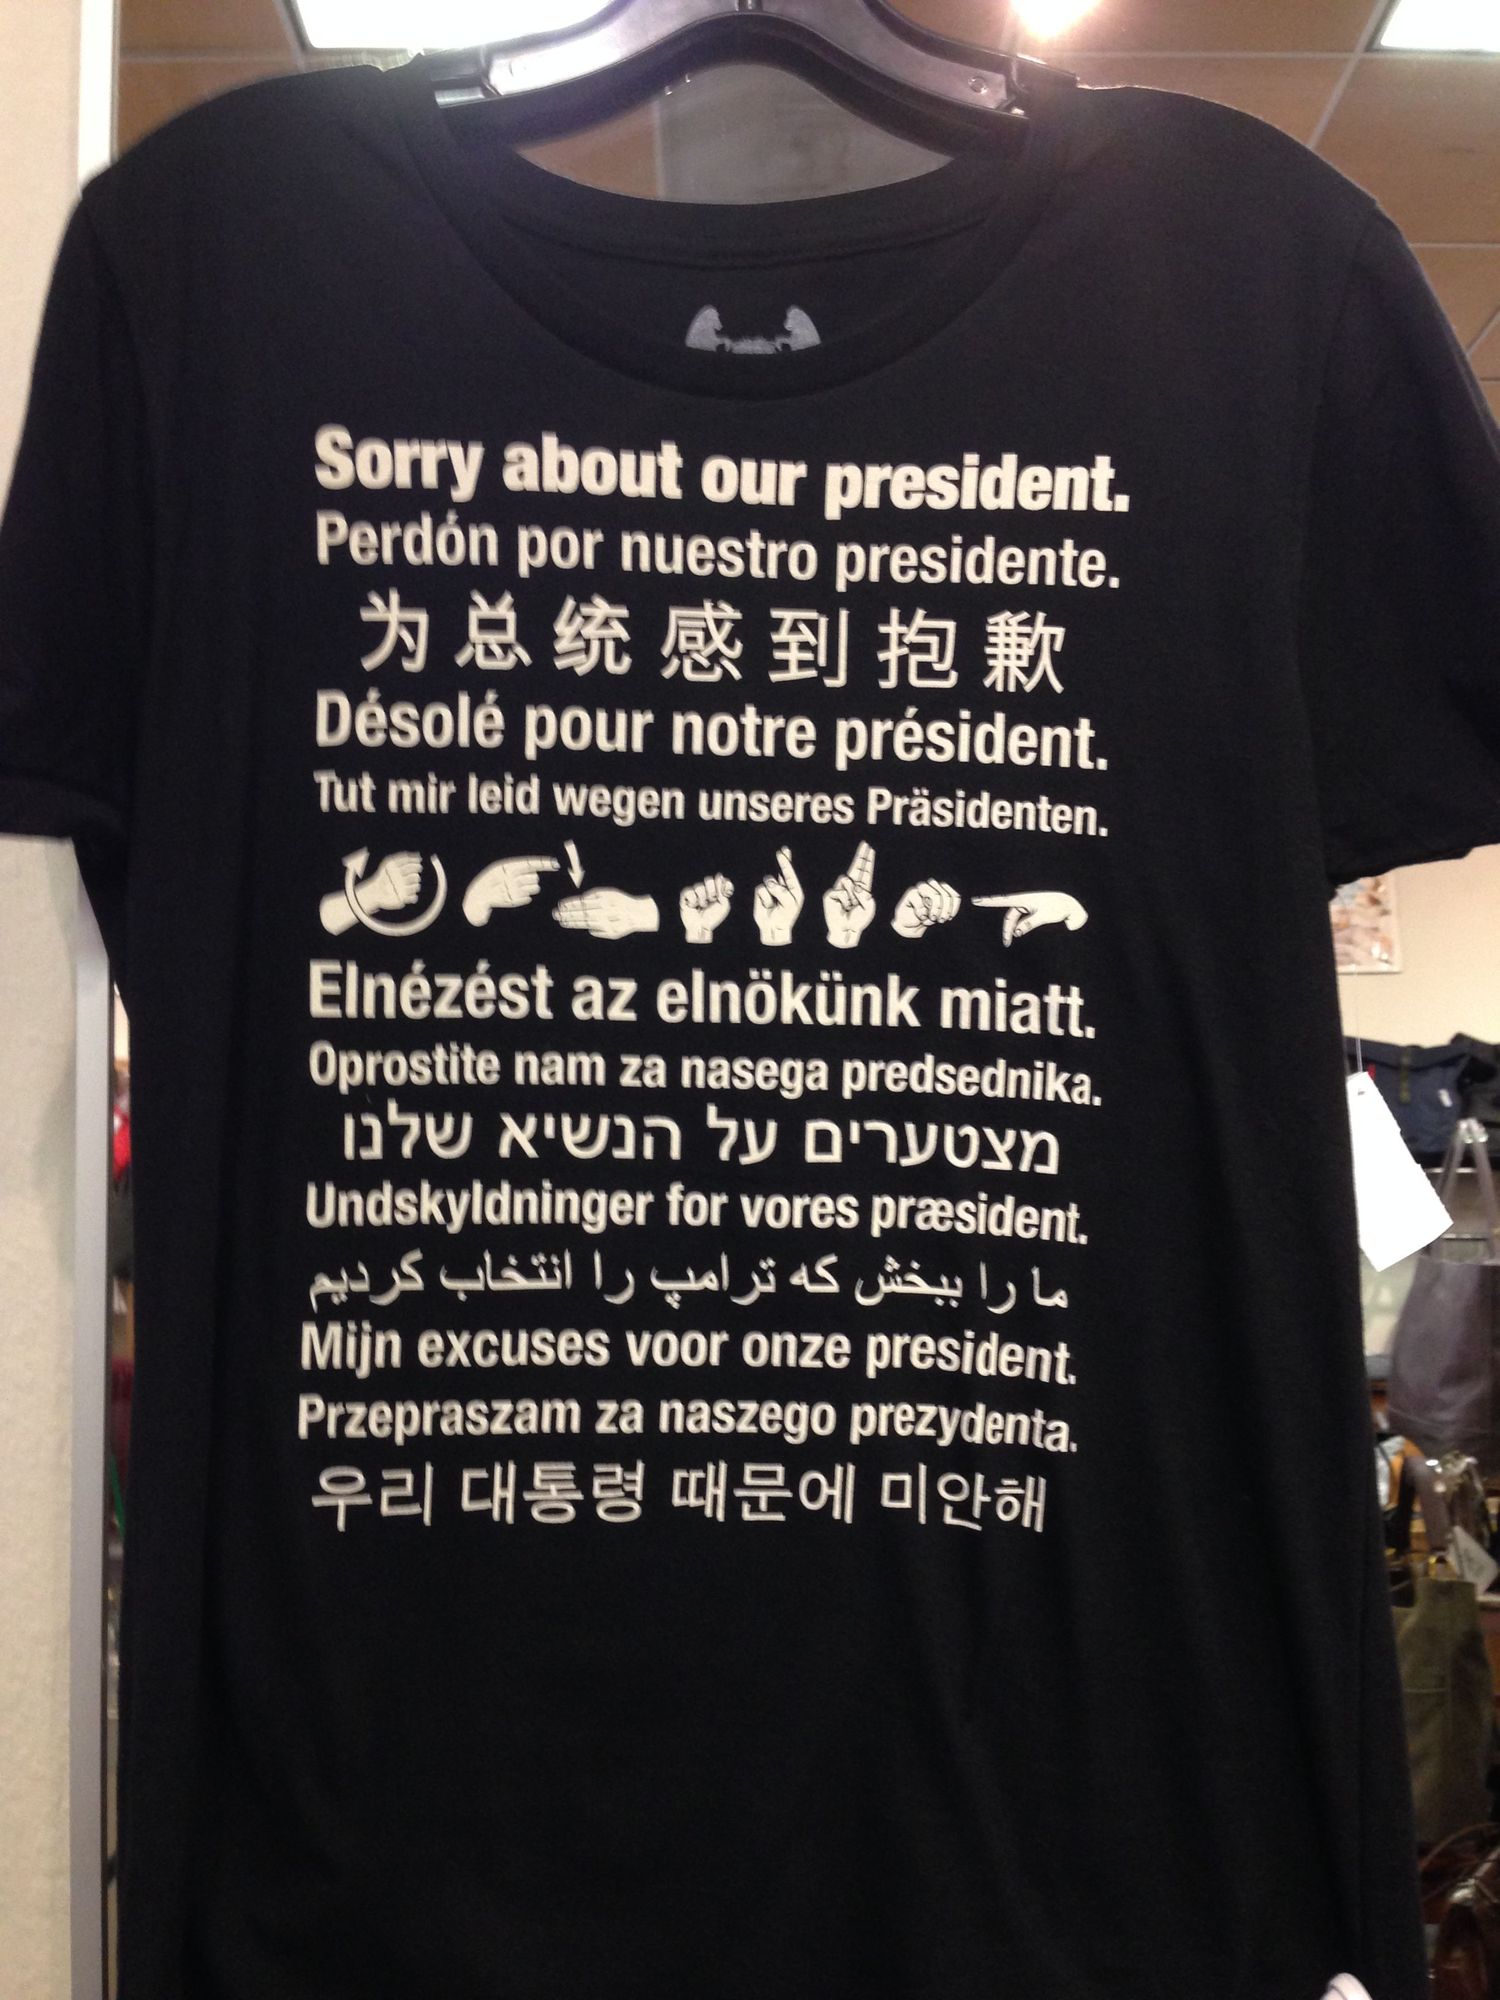 Sorry about our president.
Perdón por nuestro presidente.
为总统感到抱歉
Désolé pour notre président.
Tut mir leid wegen unseres Präsidenten.
Elnézést az elnökünk miatt.
Oprostite nam za nasega predsednika.
מצטערים על הנשיא שלנו
Undskyldninger for vores præsident.
ما را ببخش که ترامپ را انتخاب کردیم
Mijn excuses voor onze president.
Przepraszam za naszego prezydenta.
우리 대통령 때문에 미안해